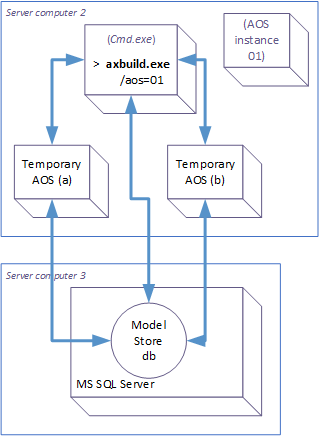 Server computer 2
(Cmd.exe)
> axbuild.exe
/aos=01
(AOS
instance
01)
Temporary
AOS (a)
Temporary
AOS (b)
Server computer 3
Model
Store
db
MS SQL Server